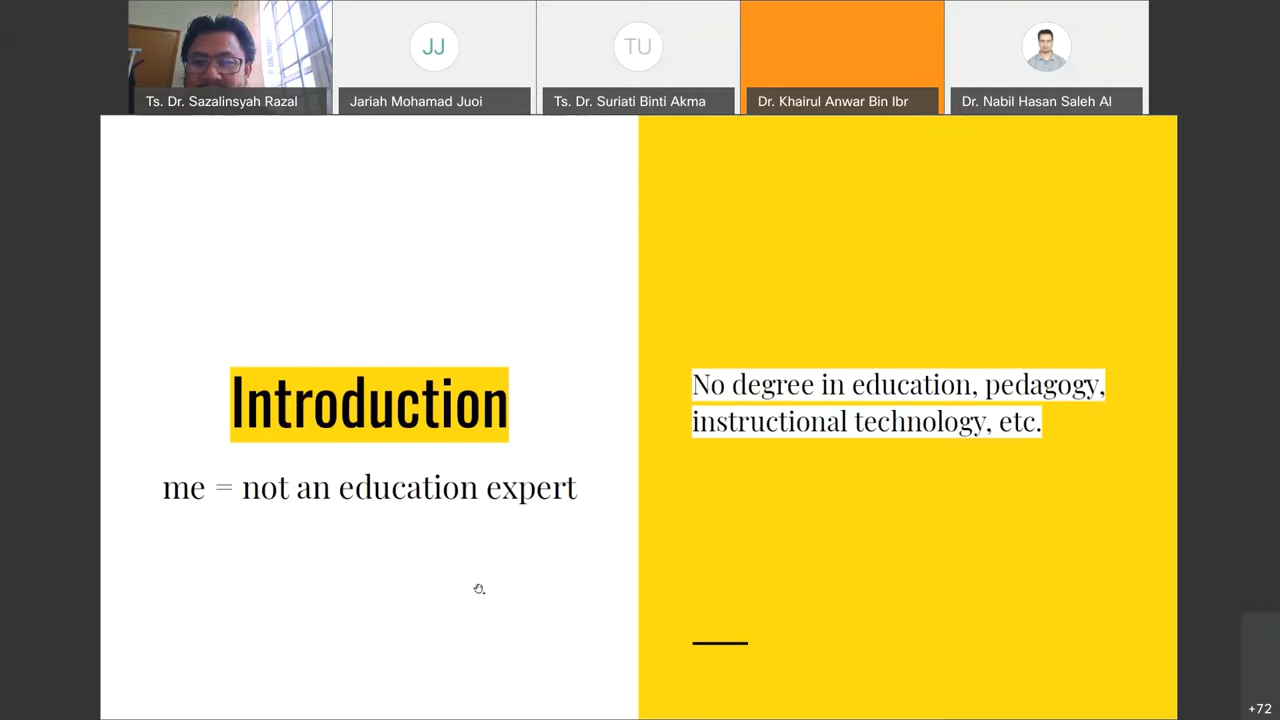 JJ
TU
Ts. Dr. Sazalinsyah Razal
Jariah Mohamad Juoi
Ts. Dr. Suriati Binti Akma
Dr. Khairul Anwar Bin Ibr
Dr. Nabil Hasan Saleh Al
Introduction
me = not an education expert
No degree in education, pedagogy,
instructional technology, etc.
+72